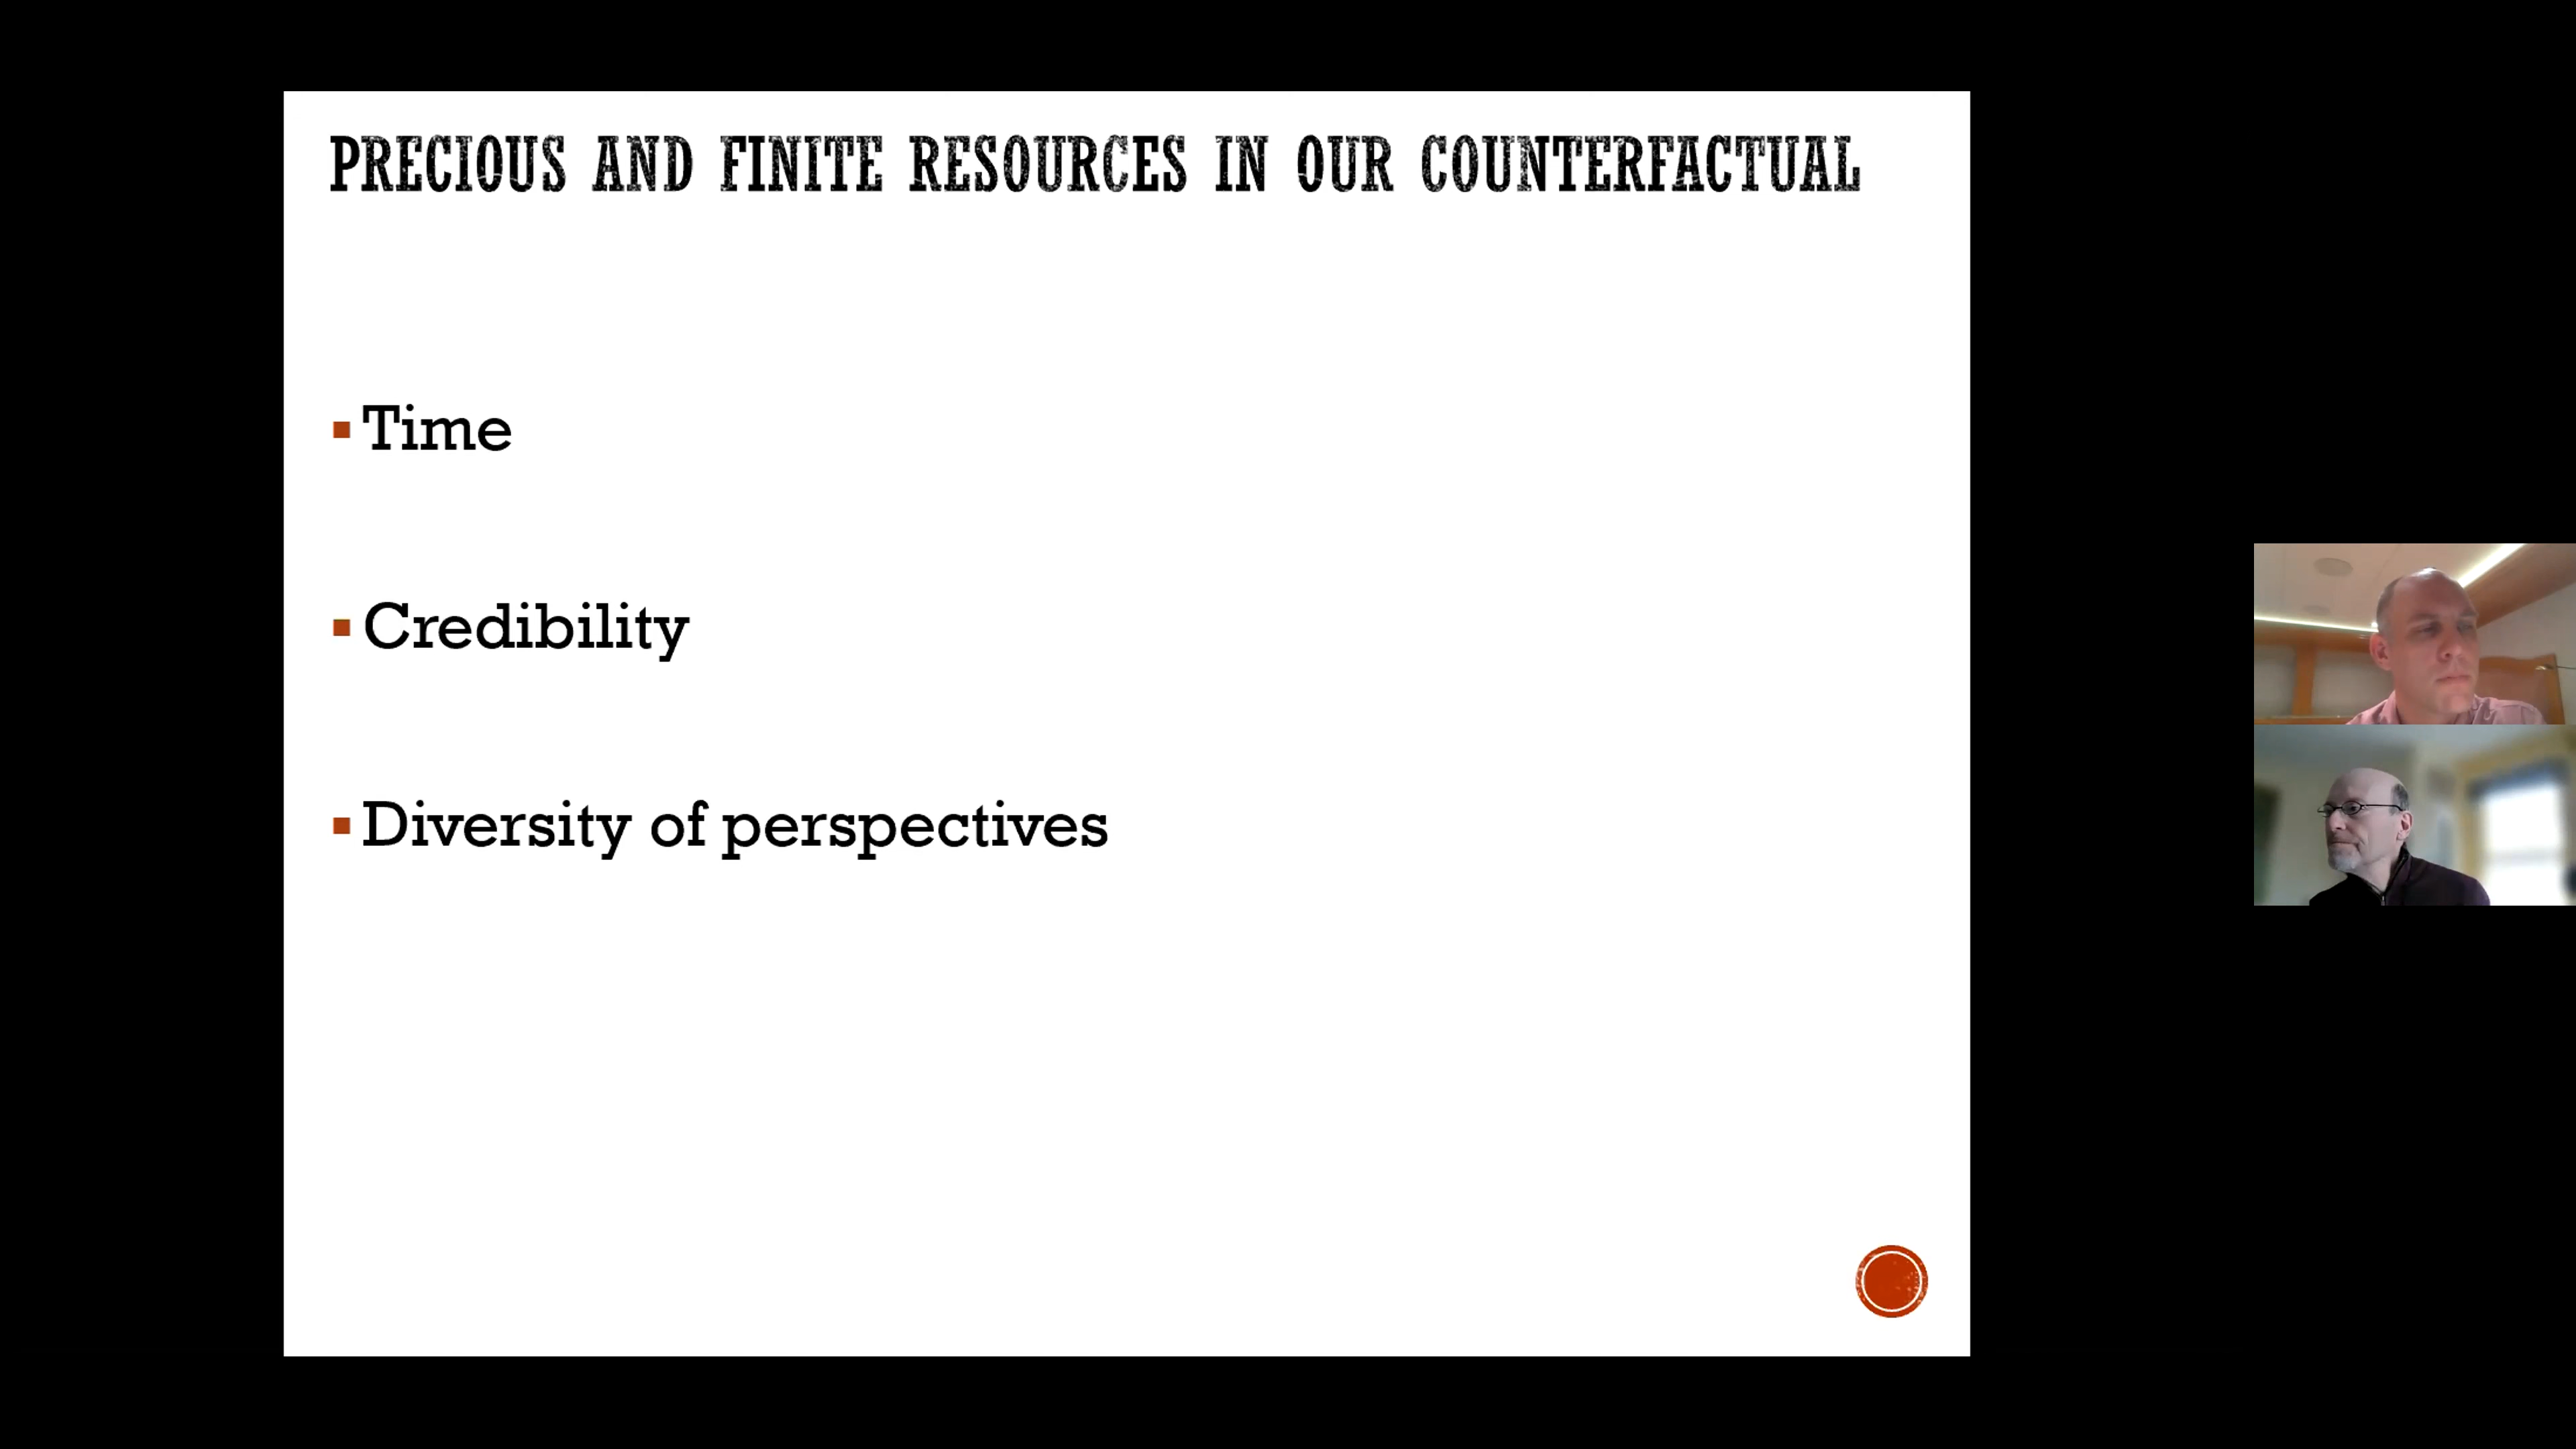 PRECIOUS AND FINITE RESOURCES IN OUR COUNTERFACTUAL
Time
Credibility
Diversity of perspectives